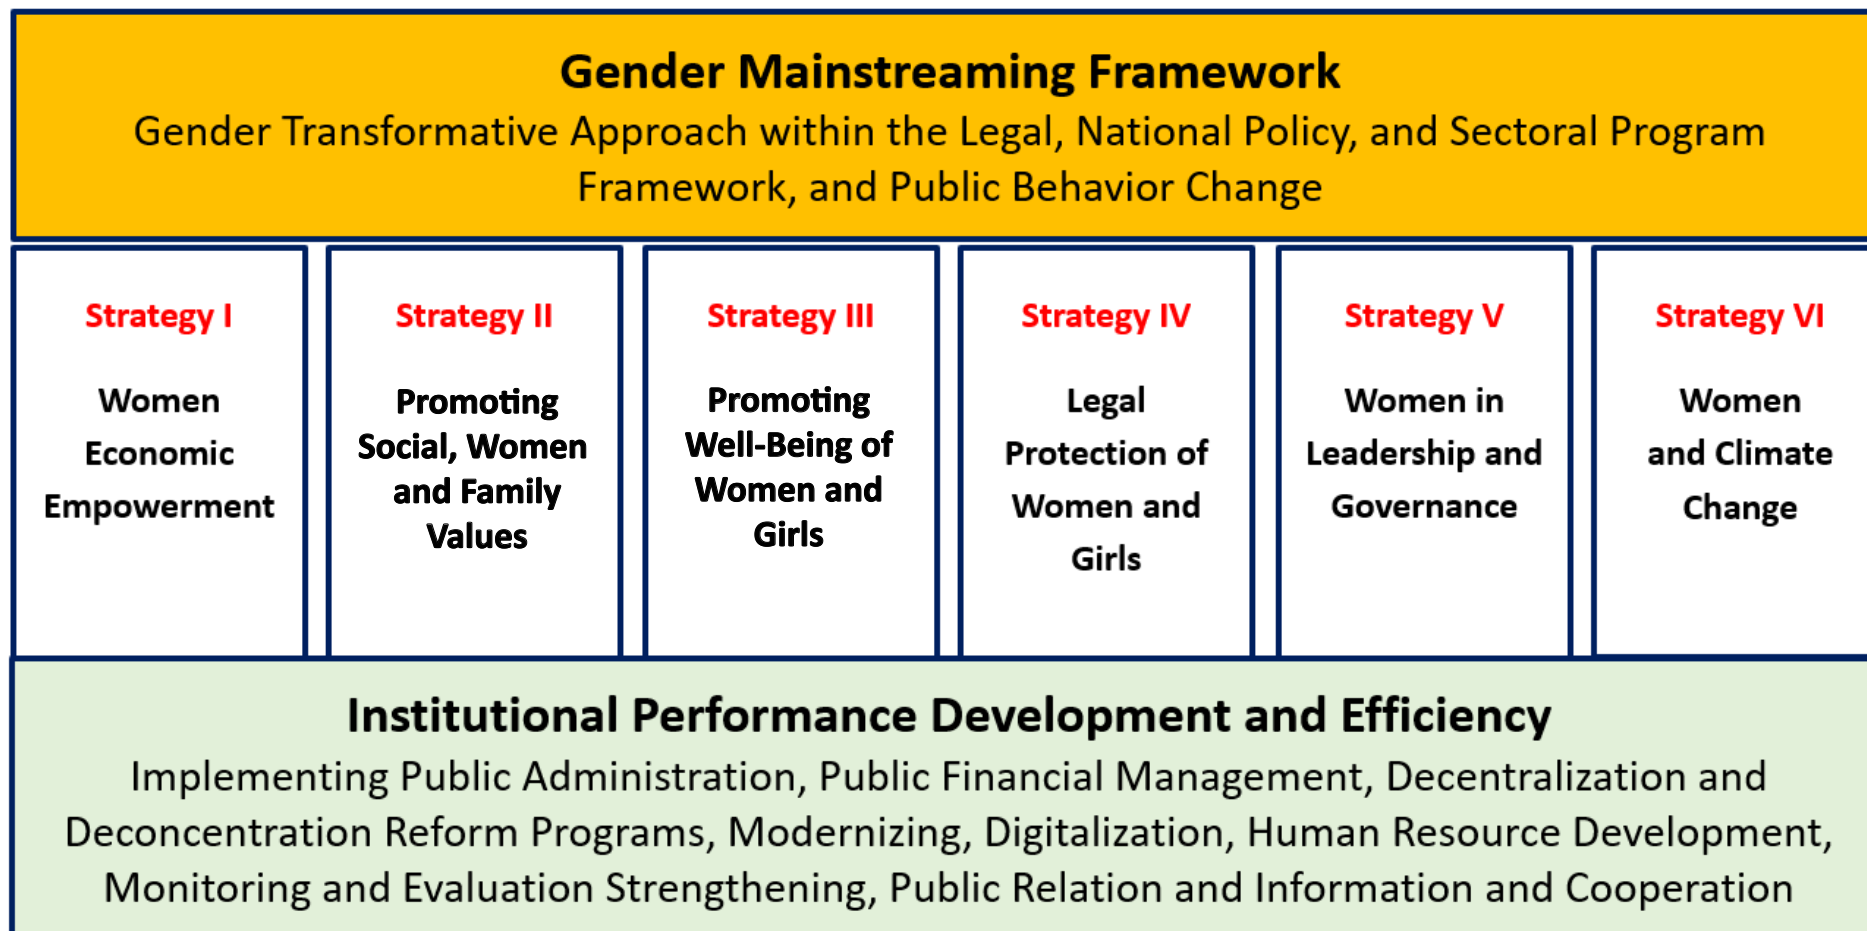 Gender Mainstreaming Framework
Gender Transformative Approach within the Legal, National Policy, and Sectoral Program
Framework, and Public Behavior Change
Strategy I
Women
Economic
Empowerment
Strategy II
Promoting
Social, Women
and Family
Values
Strategy III
Promoting
Well-Being of
Women and
Girls
Strategy IV
Legal
Protection of
Women and
Girls
Strategy V
Women in
Leadership and
Governance
Strategy VI
Women
and Climate
Change
Institutional Performance Development and Efficiency
Implementing Public Administration, Public Financial Management, Decentralization and
Deconcentration Reform Programs, Modernizing, Digitalization, Human Resource Development,
Monitoring and Evaluation Strengthening, Public Relation and Information and Cooperation